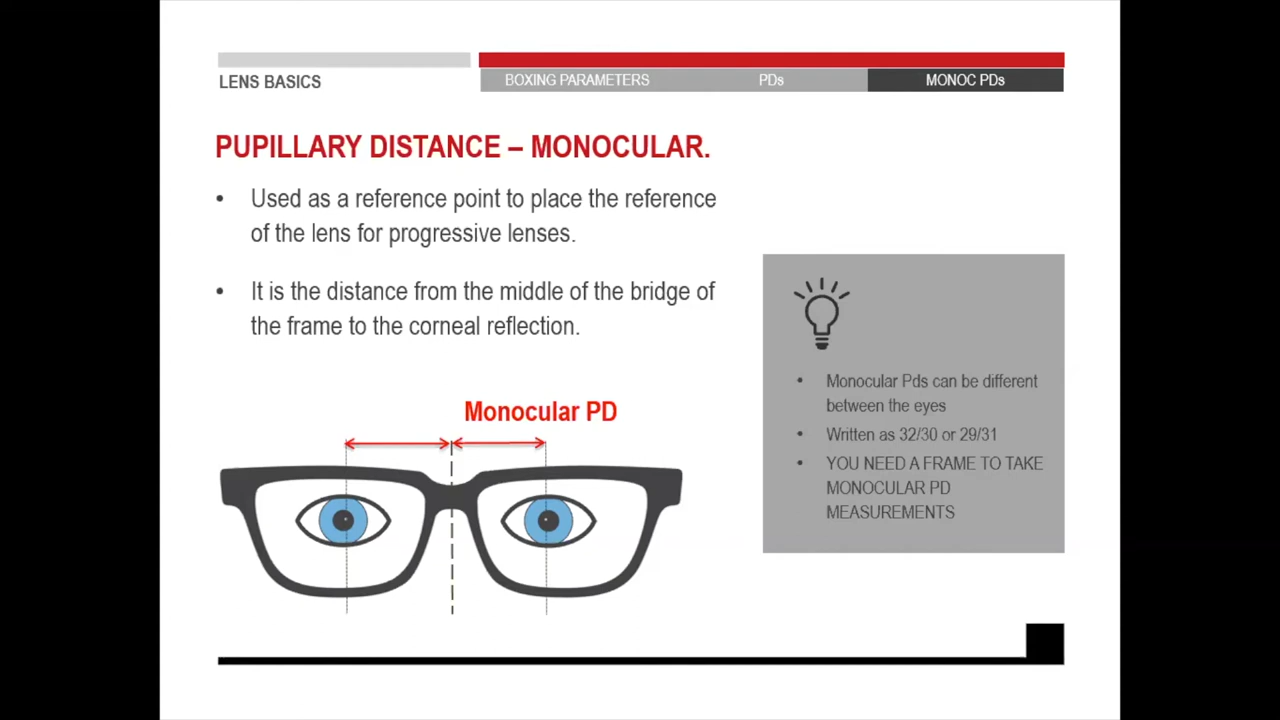 LENS BASICS
BOXING PARAMETERS
PDs
MONOC PDs
PUPILLARY DISTANCE – MONOCULAR.
• Used as a reference point to place the reference
of the lens for progressive lenses.
• It is the distance from the middle of the bridge of
the frame to the corneal reflection.
Monocular PD
• Monocular Pds can be different
between the eyes
• Written as 32/30 or 29/31
• YOU NEED A FRAME TO TAKE
MONOCULAR PD
MEASUREMENTS